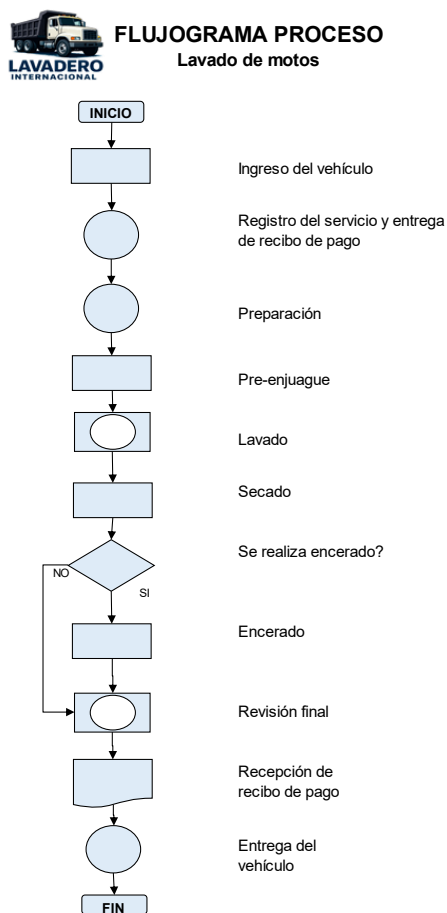 FLUJOGRAMA PROCESO
Lavado de motos
LAVADERO
INTERNACIONAL
INICIO
Ingreso del vehículo
Registro del servicio y entrega
de recibo de pago
Preparación
Pre-enjuague
Lavado
Secado
Se realiza encerado?
NO
SI
Encerado
Revisión final
Recepción de
recibo de pago
Entrega del
vehículo
FIN